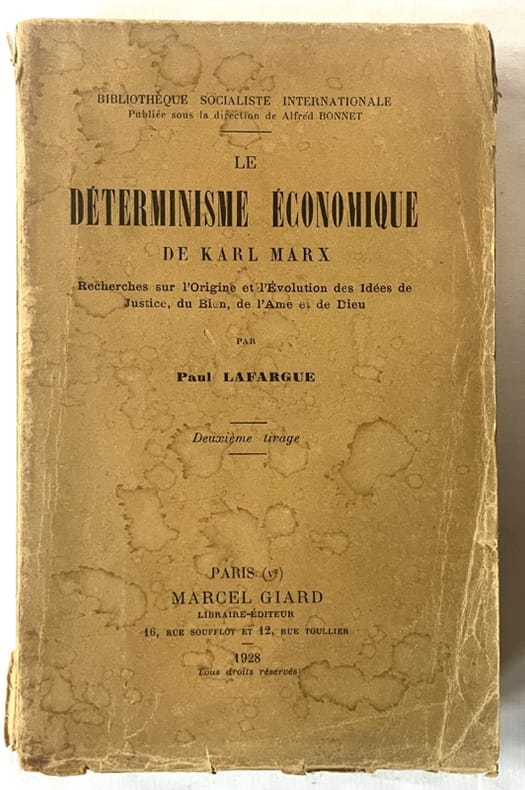 BIBLIOTHÈQUE SOCIALISTE INTERNATIONALE
Publiée sous la direction de Alfred BONNET
LE
DÉTERMINISME ÉCONOMIQUE
DE KARL MARX
Recherches sur l'Origine et l'Évolution des Idées de
Justice, du Bien, de l'Ame et de Dieu
PAR
Paul LAFARGUE
Deuxième tirage
PARIS (Ve)
MARCEL GIARD
LIBRAIRE-ÉDITEUR
16, RUE SOUFFLOT ET 12, RUE TOULLIER
1928
Tous droits réservés